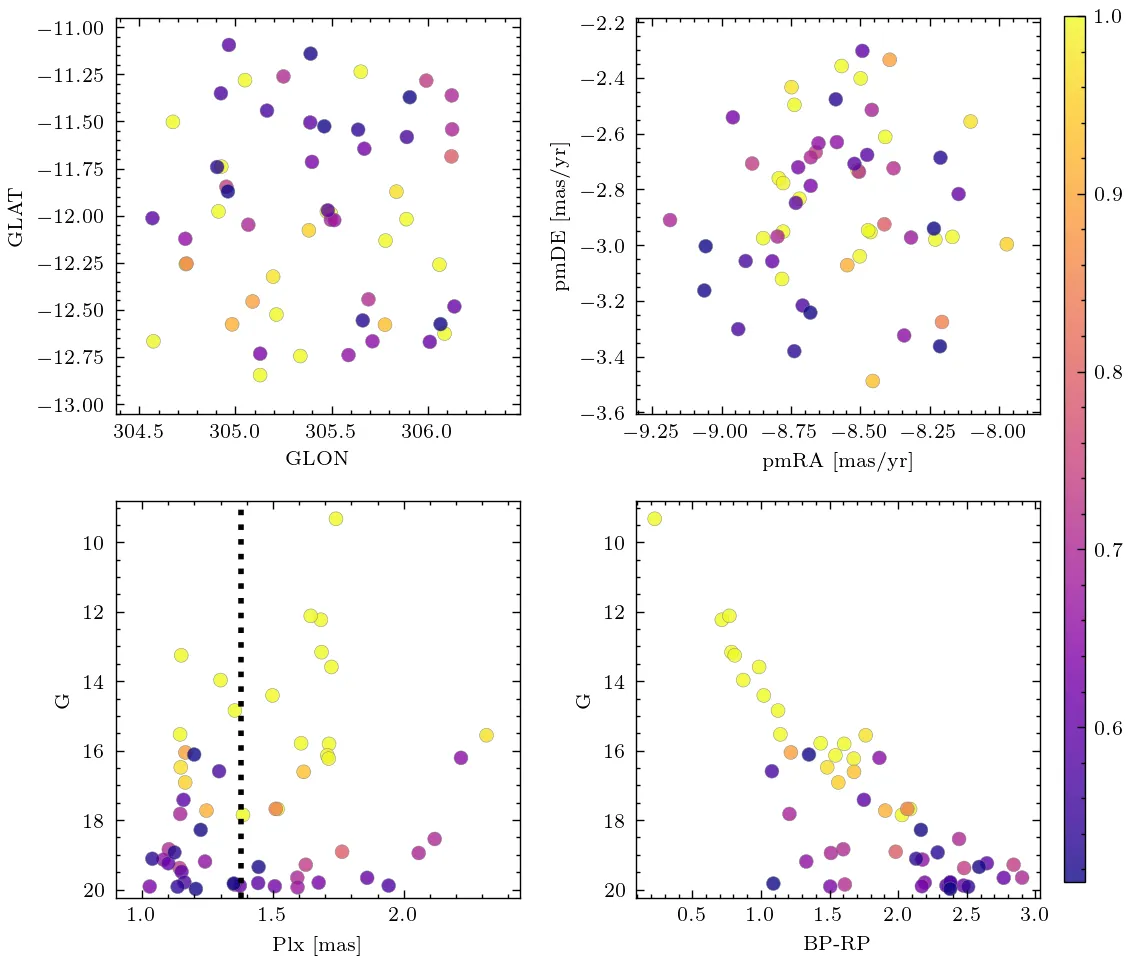 −11.00
−11.25
−11.50
−11.75
−12.00
−12.25
−12.50
−12.75
−13.00
GLAT
304.5 305.0 305.5 306.0
GLON
−2.2
−2.4
−2.6
−2.8
−3.0
−3.2
−3.4
−3.6
pmDE [mas/yr]
−9.25 −9.00 −8.75 −8.50 −8.25 −8.00
pmRA [mas/yr]
1.0
0.9
0.8
0.7
0.6
10
12
14
16
18
20
G
1.0 1.5 2.0
Plx [mas]
10
12
14
16
18
20
G
0.5 1.0 1.5 2.0 2.5 3.0
BP-RP